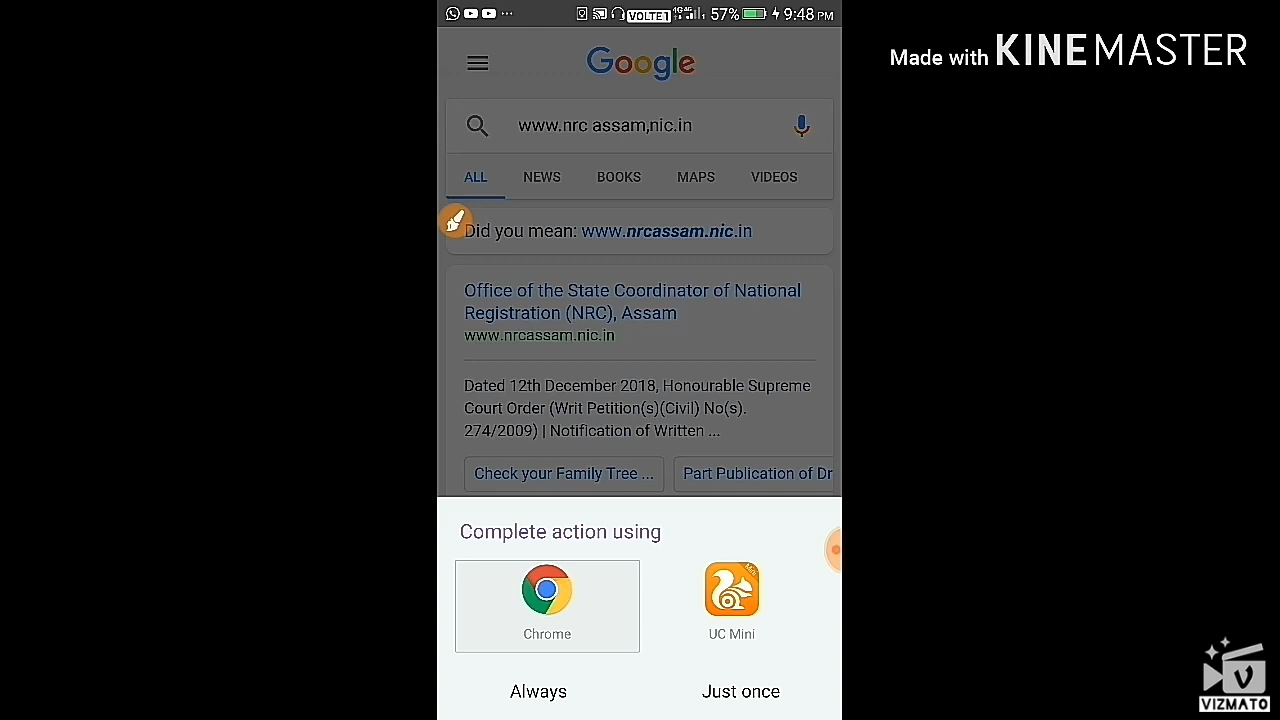 VOLTE1 4G 57% 9:48 PM
Made with KINEMASTER
Google
www.nrc assam,nic.in
ALL NEWS BOOKS MAPS VIDEOS
Did you mean: www.nrcassam.nic.in
Office of the State Coordinator of National
Registration (NRC), Assam
www.nrcassam.nic.in
Dated 12th December 2018, Honourable Supreme
Court Order (Writ Petition(s)(Civil) No(s).
274/2009) | Notification of Written ...
Check your Family Tree ... Part Publication of Dr
Complete action using
Chrome UC Mini
Always Just once
VIZMATO